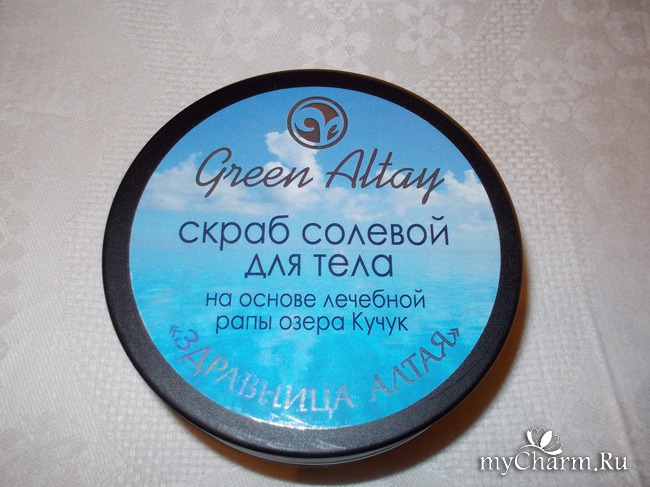 Green Altay
скраб солевой
для тела
на основе лечебной
рапы озера Кучук
«ЗДРАВНИЦА АЛТАЯ»
myCharm.Ru